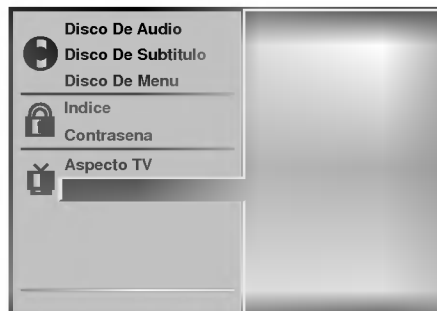 Disco De Audio
Disco De Subtitulo
Disco De Menu
Indice
Contrasena
Aspecto TV